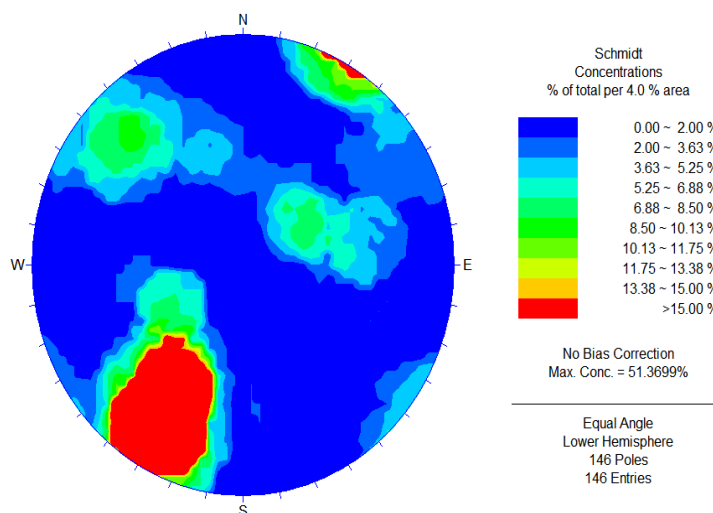 N
W
E
S
Schmidt
Concentrations
% of total per 4.0 % area
0.00 ~ 2.00 %
2.00 ~ 3.63 %
3.63 ~ 5.25 %
5.25 ~ 6.88 %
6.88 ~ 8.50 %
8.50 ~ 10.13 %
10.13 ~ 11.75 %
11.75 ~ 13.38 %
13.38 ~ 15.00 %
>15.00 %
No Bias Correction
Max. Conc. = 51.3699%
Equal Angle
Lower Hemisphere
146 Poles
146 Entries